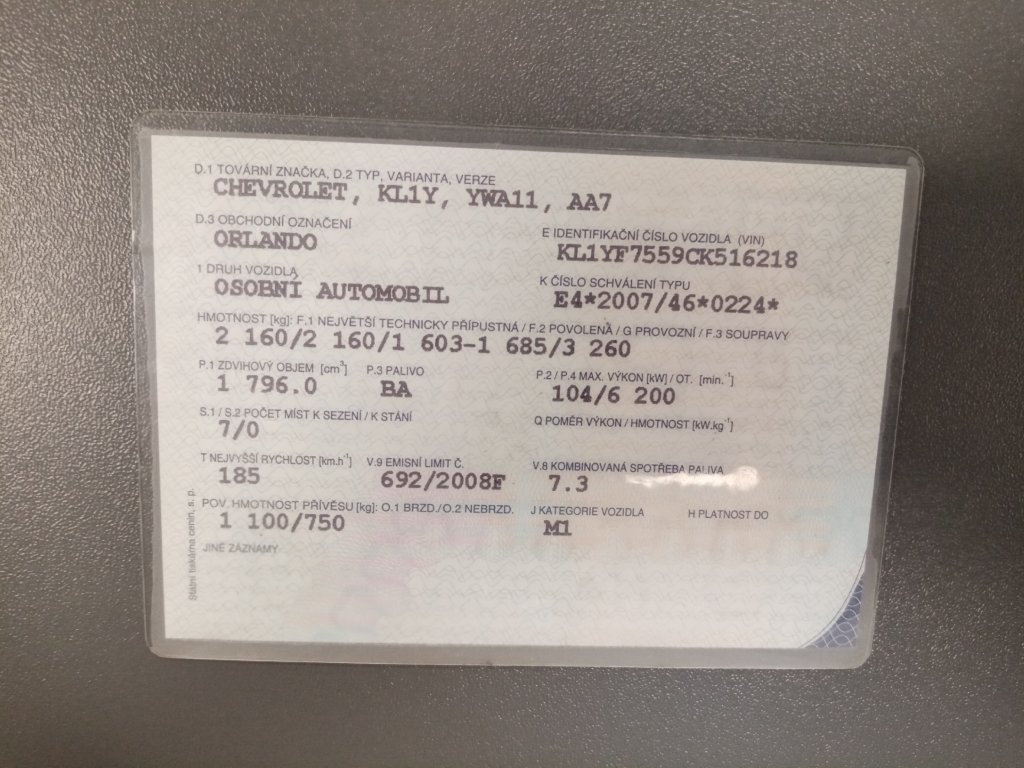 D.1 TOVÁRNÍ ZNAČKA, D.2 TYP, VARIANTA, VERZE
CHEVROLET, KL1Y, YWA11, AA7
D.3 OBCHODNÍ OZNAČENÍ
ORLANDO
E IDENTIFIKAČNÍ ČÍSLO VOZIDLA (VIN)
KL1YF7559CK516218
1 DRUH VOZIDLA
OSOBNÍ AUTOMOBIL
K ČÍSLO SCHVÁLENÍ TYPU
E4*2007/46*0224*
HMOTNOST [kg]: F.1 NEJVĚTŠÍ TECHNICKY PŘÍPUSTNÁ / F.2 POVOLENÁ / G PROVOZNÍ / F.3 SOUPRAVY
2 160/2 160/1 603-1 685/3 260
P.1 ZDVIHOVÝ OBJEM [cm³] P.3 PALIVO P.2 / P.4 MAX. VÝKON [kW] / OT. [min.⁻¹]
1 796.0 BA 104/6 200
S.1 / S.2 POČET MÍST K SEZENÍ / K STÁNÍ Q POMĚR VÝKON / HMOTNOST [kW.kg⁻¹]
7/0
T NEJVYŠŠÍ RYCHLOST [km.h⁻¹] V.9 EMISNÍ LIMIT Č. V.8 KOMBINOVANÁ SPOTŘEBA PALIVA
185 692/2008F 7.3
POV. HMOTNOST PŘÍVĚSU [kg]: O.1 BRZD./O.2 NEBRZD. J KATEGORIE VOZIDLA H PLATNOST DO
1 100/750 M1
JINÉ ZÁZNAMY
Státní tiskárna cenin, s. p.